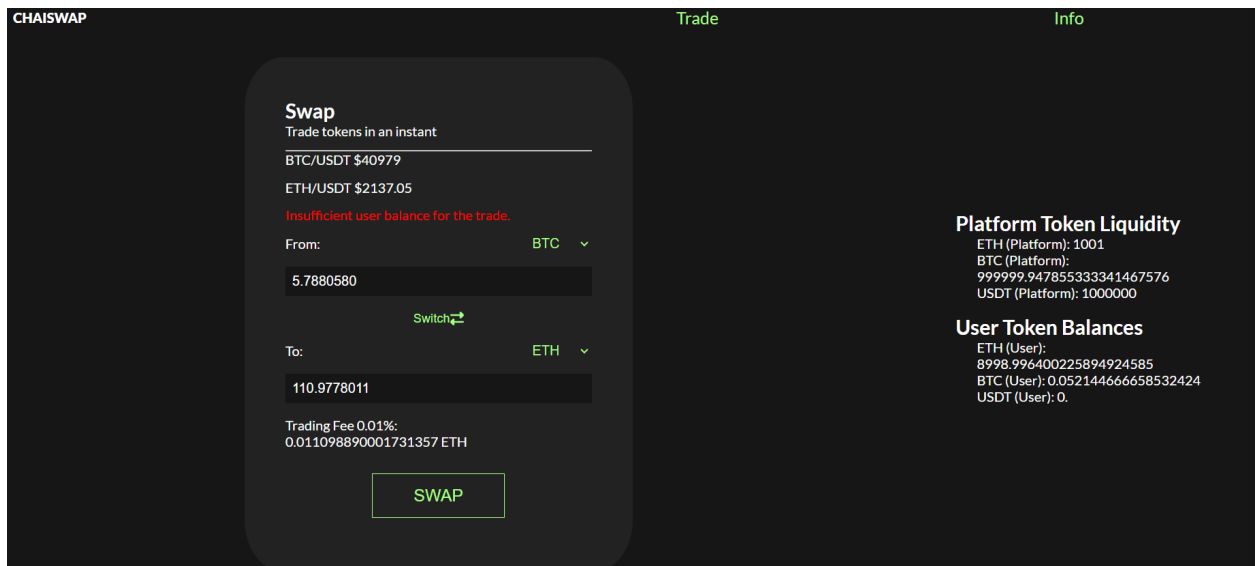 CHAISWAP
Trade
Info
Swap
Trade tokens in an instant
BTC/USDT $40979
ETH/USDT $2137.05
Insufficient user balance for the trade.
From:
BTC
5.7880580
Switch
To:
ETH
110.9778011
Trading Fee 0.01%:
0.011098890001731357 ETH
SWAP
Platform Token Liquidity
ETH (Platform): 1001
BTC (Platform):
999999.947855333341467576
USDT (Platform): 1000000
User Token Balances
ETH (User):
8998.996400225894924585
BTC (User): 0.052144666658532424
USDT (User): 0.